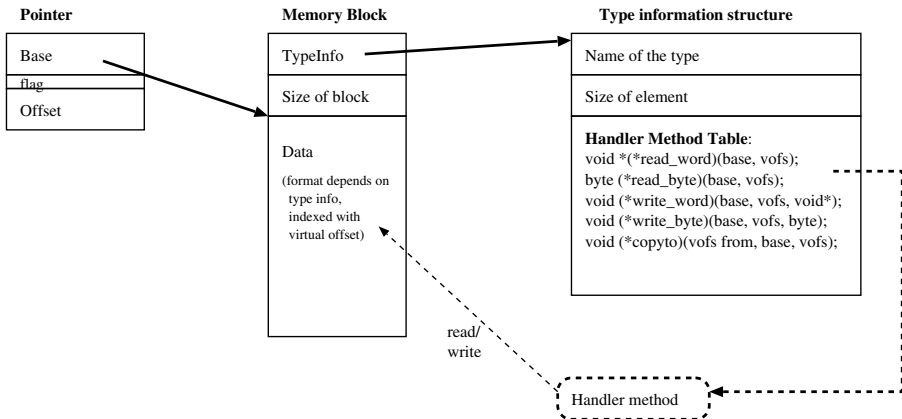 Pointer
Base
flag
Offset
Memory Block
TypeInfo
Size of block
Data
(format depends on
type info,
indexed with
virtual offset)
Type information structure
Name of the type
Size of element
Handler Method Table:
void *(*read_word)(base, vofs);
byte (*read_byte)(base, vofs);
void (*write_word)(base, vofs, void*);
void (*write_byte)(base, vofs, byte);
void (*copyto)(vofs from, base, vofs);
read/
write
Handler method